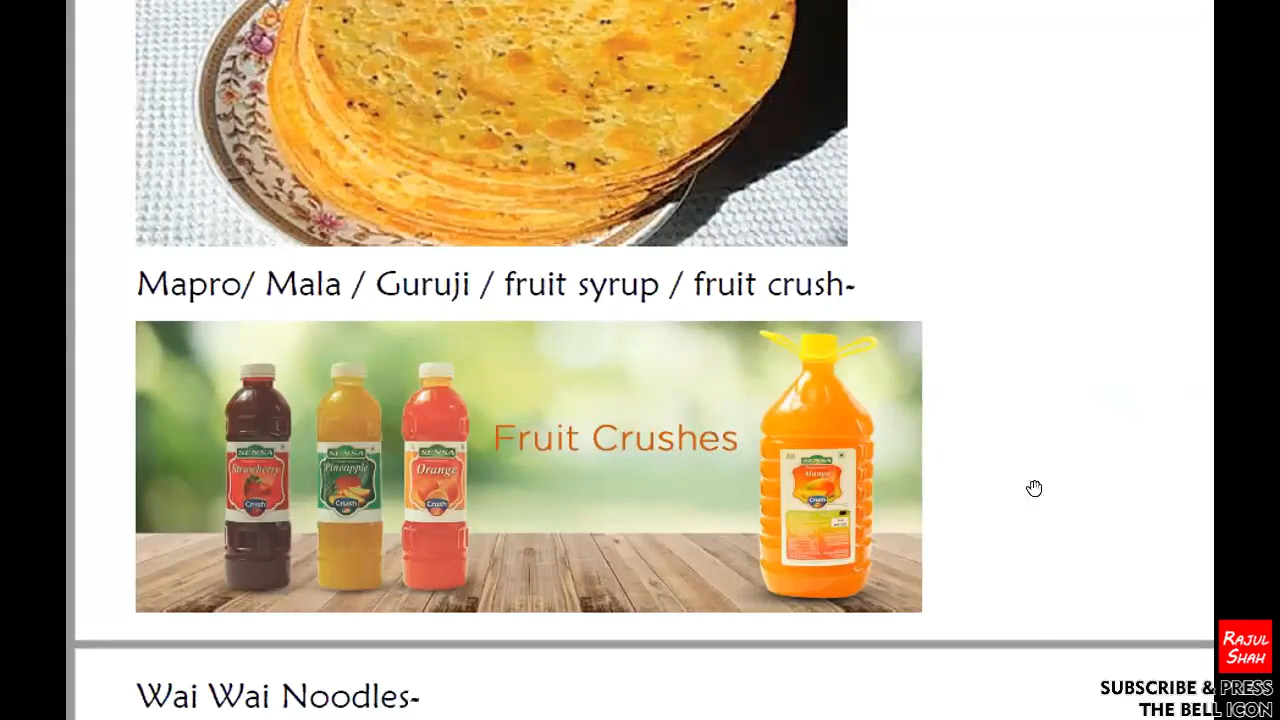 Mapro/ Mala / Guruji / fruit syrup / fruit crush-
Fruit Crushes
SENSA
Strawberry
Crush
SENSA
Pineapple
Crush
SENSA
Orange
Crush
SENSA
Mango
Crush
Wai Wai Noodles-
RAJUL
SHAH
SUBSCRIBE & PRESS
THE BELL ICON